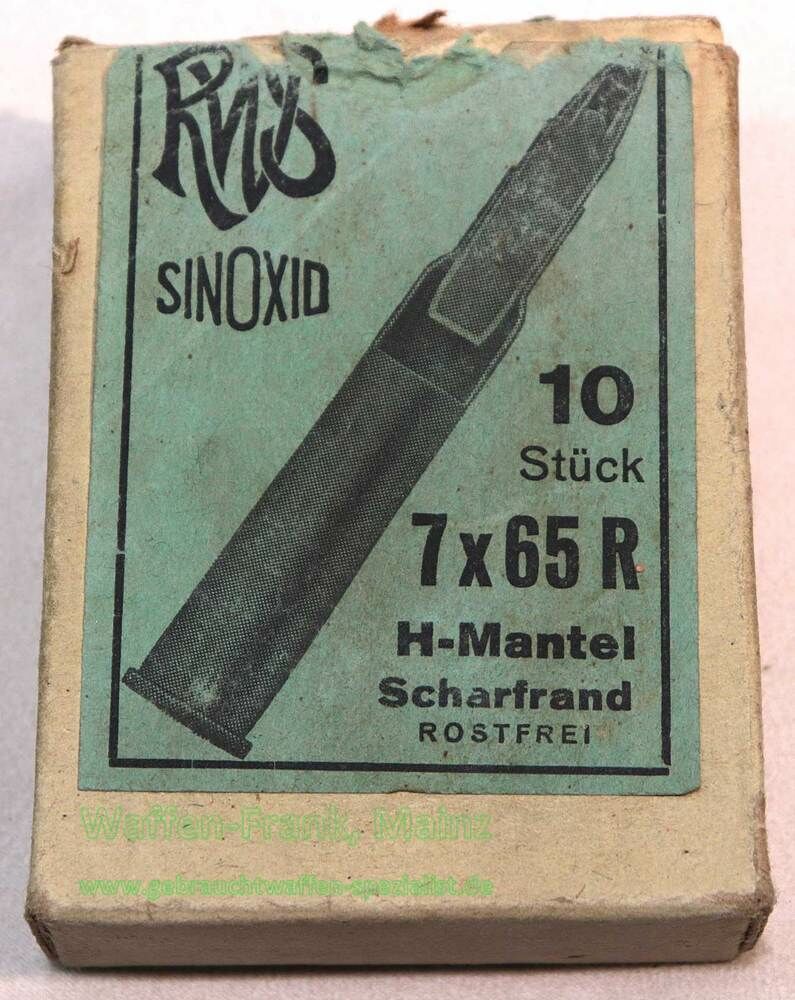 RWS
SINOXID
10
Stück
7x65 R
H-Mantel
Scharfrand
ROSTFREI
Waffen-Frank, Mainz
www.gebrauchtwaffen-spezialist.de